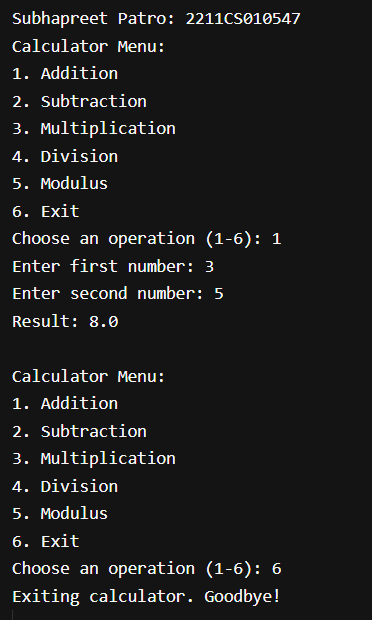 Subhapreet Patro: 2211CS010547
Calculator Menu:
1. Addition
2. Subtraction
3. Multiplication
4. Division
5. Modulus
6. Exit
Choose an operation (1-6): 1
Enter first number: 3
Enter second number: 5
Result: 8.0

Calculator Menu:
1. Addition
2. Subtraction
3. Multiplication
4. Division
5. Modulus
6. Exit
Choose an operation (1-6): 6
Exiting calculator. Goodbye!